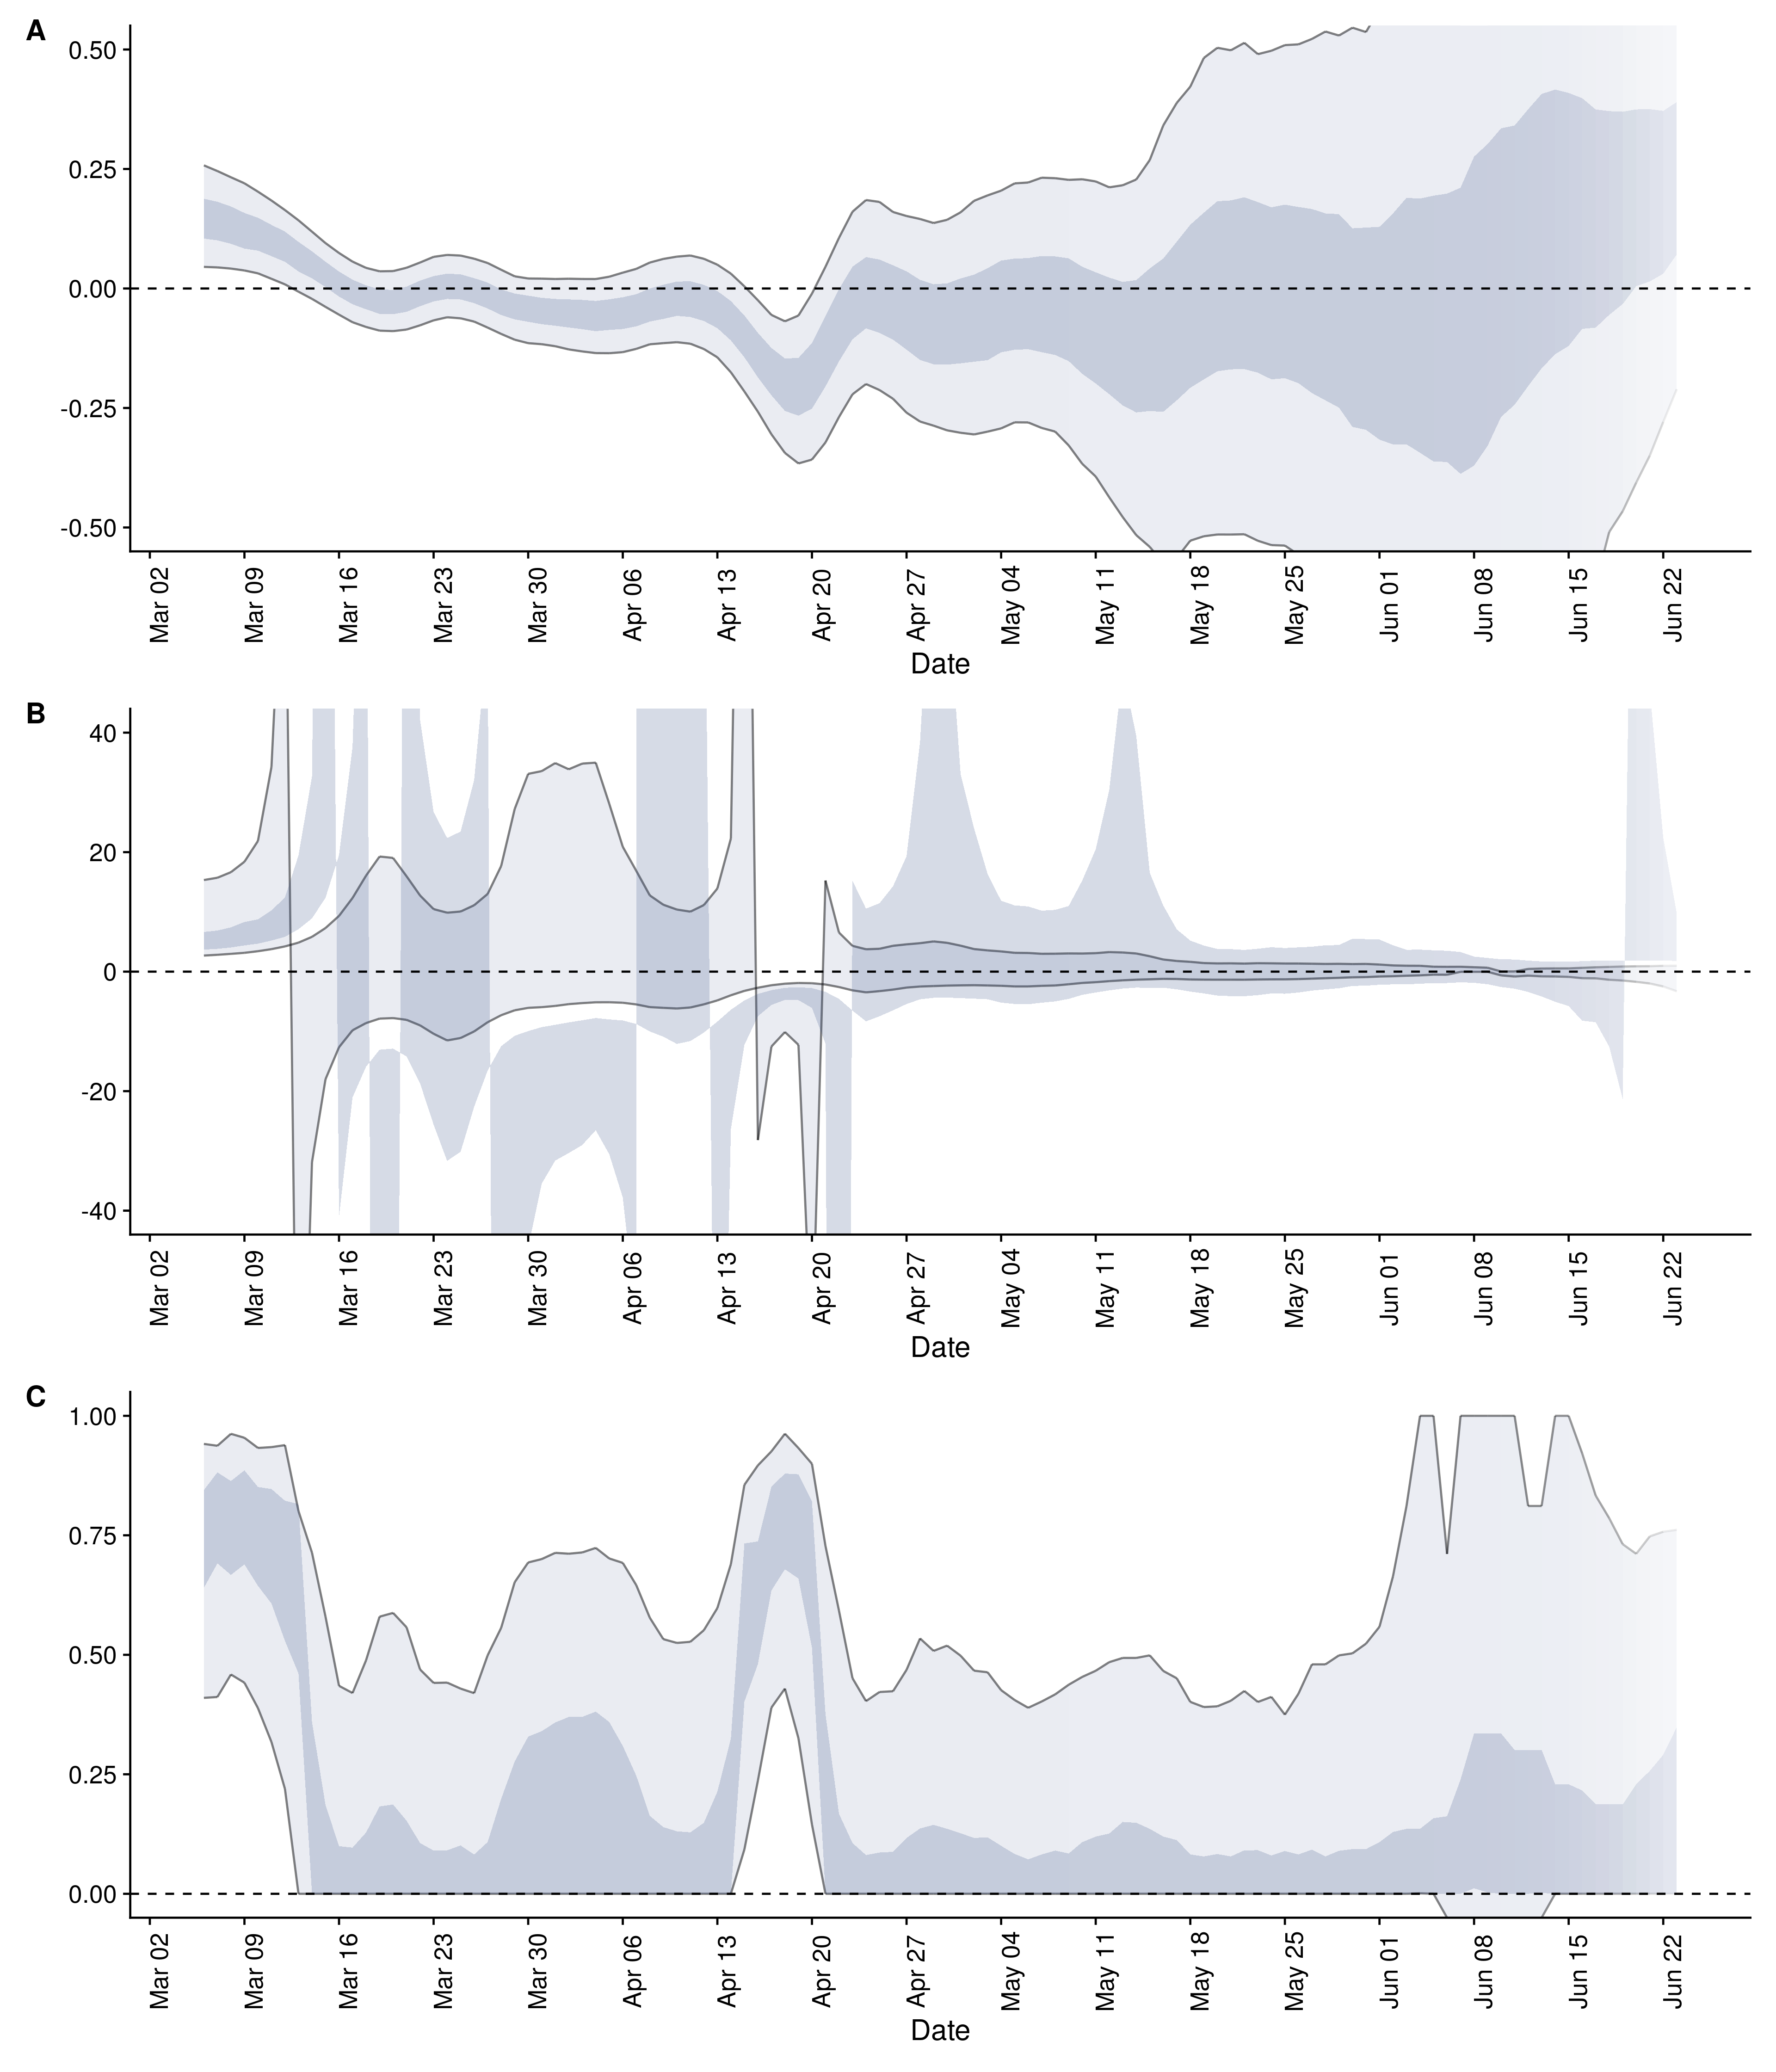 A
0.50
0.25
0.00
-0.25
-0.50
Mar 02
Mar 09
Mar 16
Mar 23
Mar 30
Apr 06
Apr 13
Apr 20
Apr 27
May 04
May 11
May 18
May 25
Jun 01
Jun 08
Jun 15
Jun 22
Date
B
40
20
0
-20
-40
Mar 02
Mar 09
Mar 16
Mar 23
Mar 30
Apr 06
Apr 13
Apr 20
Apr 27
May 04
May 11
May 18
May 25
Jun 01
Jun 08
Jun 15
Jun 22
Date
C
1.00
0.75
0.50
0.25
0.00
Mar 02
Mar 09
Mar 16
Mar 23
Mar 30
Apr 06
Apr 13
Apr 20
Apr 27
May 04
May 11
May 18
May 25
Jun 01
Jun 08
Jun 15
Jun 22
Date